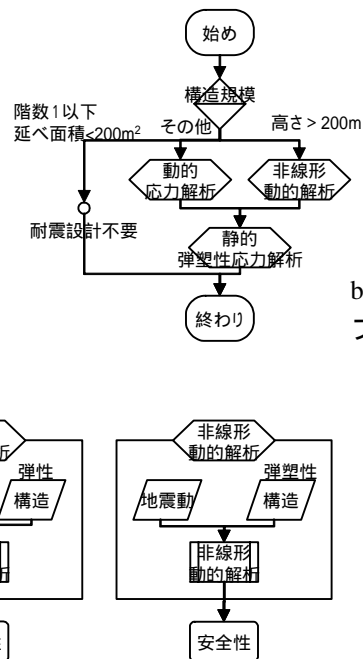 始め
構造規模
階数1以下
延べ面積<200m²
その他
高さ> 200m
動的
応力解析
非線形
動的解析
耐震設計不要
静的
弾塑性応力解析
終わり
b
非線形
動的解析
弾性
構造
弾塑性
地震動
構造
非線形
動的解析
安全性